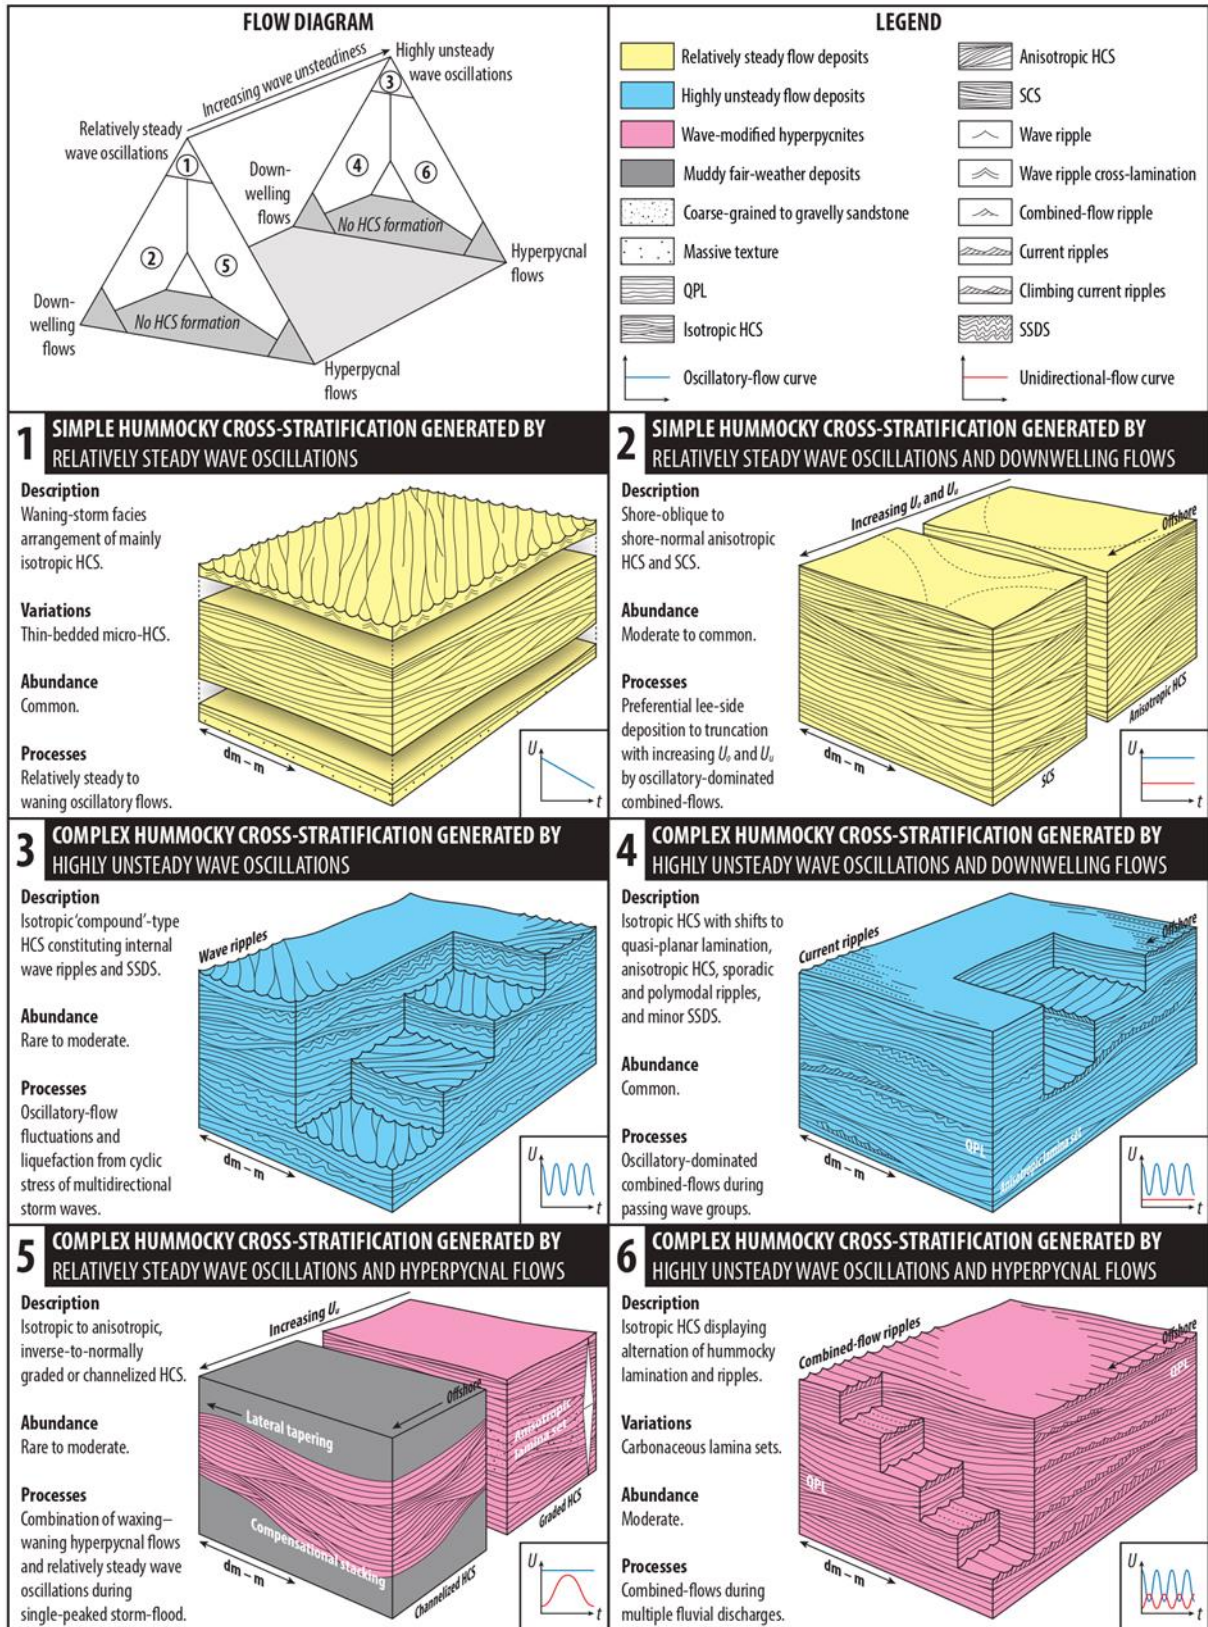 FLOW DIAGRAM
Highly unsteady
wave oscillations
Increasing wave unsteadiness
Relatively steady
wave oscillations
3
1
Down-
welling
flows
4
6
No HCS formation
Hyperpycnal
flows
2
5
Down-
welling
flows
No HCS formation
Hyperpycnal
flows
LEGEND
Relatively steady flow deposits
Highly unsteady flow deposits
Wave-modified hyperpycnites
Muddy fair-weather deposits
Coarse-grained to gravelly sandstone
Massive texture
QPL
Isotropic HCS
Oscillatory-flow curve
Anisotropic HCS
SCS
Wave ripple
Wave ripple cross-lamination
Combined-flow ripple
Current ripples
Climbing current ripples
SSDS
Unidirectional-flow curve
1 SIMPLE HUMMOCKY CROSS-STRATIFICATION GENERATED BY
RELATIVELY STEADY WAVE OSCILLATIONS
Description
Waning-storm facies
arrangement of mainly
isotropic HCS.
Variations
Thin-bedded micro-HCS.
Abundance
Common.
Processes
Relatively steady to
waning oscillatory flows.
dm – m
U
t
2 SIMPLE HUMMOCKY CROSS-STRATIFICATION GENERATED BY
RELATIVELY STEADY WAVE OSCILLATIONS AND DOWNWELLING FLOWS
Description
Shore-oblique to
shore-normal anisotropic
HCS and SCS.
Abundance
Moderate to common.
Processes
Preferential lee-side
deposition to truncation
with increasing Uo and Uu
by oscillatory-dominated
combined-flows.
Increasing Uo and Uu
Offshore
Anisotropic HCS
SCS
dm – m
U
t
3 COMPLEX HUMMOCKY CROSS-STRATIFICATION GENERATED BY
HIGHLY UNSTEADY WAVE OSCILLATIONS
Description
Isotropic ‘compound’-type
HCS constituting internal
wave ripples and SSDS.
Abundance
Rare to moderate.
Processes
Oscillatory-flow
fluctuations and
liquefaction from cyclic
stress of multidirectional
storm waves.
Wave ripples
dm – m
U
t
4 COMPLEX HUMMOCKY CROSS-STRATIFICATION GENERATED BY
HIGHLY UNSTEADY WAVE OSCILLATIONS AND DOWNWELLING FLOWS
Description
Isotropic HCS with shifts to
quasi-planar lamination,
anisotropic HCS, sporadic
and polymodal ripples,
and minor SSDS.
Abundance
Common.
Processes
Oscillatory-dominated
combined-flows during
passing wave groups.
Current ripples
Offshore
QPL
Anisotropic lamina set
dm – m
U
t
5 COMPLEX HUMMOCKY CROSS-STRATIFICATION GENERATED BY
RELATIVELY STEADY WAVE OSCILLATIONS AND HYPERPYCNAL FLOWS
Description
Isotropic to anisotropic,
inverse-to-normally
graded or channelized HCS.
Abundance
Rare to moderate.
Processes
Combination of waxing–
waning hyperpycnal flows
and relatively steady wave
oscillations during
single-peaked storm-flood.
Increasing Uu
Offshore
Lateral tapering
Anisotropic
lamina set
Compensational stacking
Graded HCS
Channelized HCS
dm – m
U
t
6 COMPLEX HUMMOCKY CROSS-STRATIFICATION GENERATED BY
HIGHLY UNSTEADY WAVE OSCILLATIONS AND HYPERPYCNAL FLOWS
Description
Isotropic HCS displaying
alternation of hummocky
lamination and ripples.
Variations
Carbonaceous lamina sets.
Abundance
Moderate.
Processes
Combined-flows during
multiple fluvial discharges.
Combined-flow ripples
Offshore
QPL
QPL
dm – m
U
t